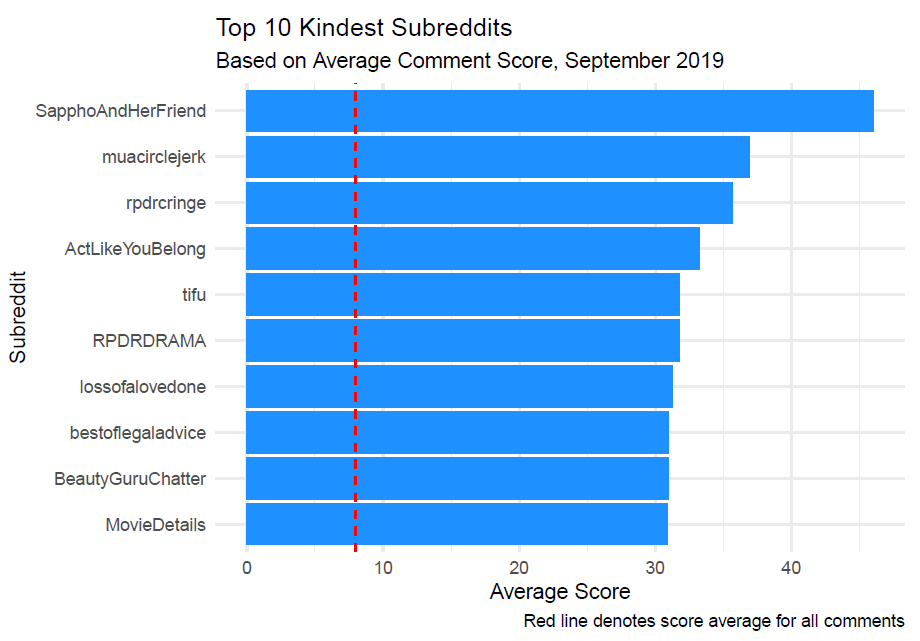 Top 10 Kindest Subreddits
Based on Average Comment Score, September 2019
Subreddit
SapphoAndHerFriend
muacirclejerk
rpdrcringe
ActLikeYouBelong
tifu
RPDRDRAMA
lossofalovedone
bestoflegaladvice
BeautyGuruChatter
MovieDetails
0 10 20 30 40
Average Score
Red line denotes score average for all comments